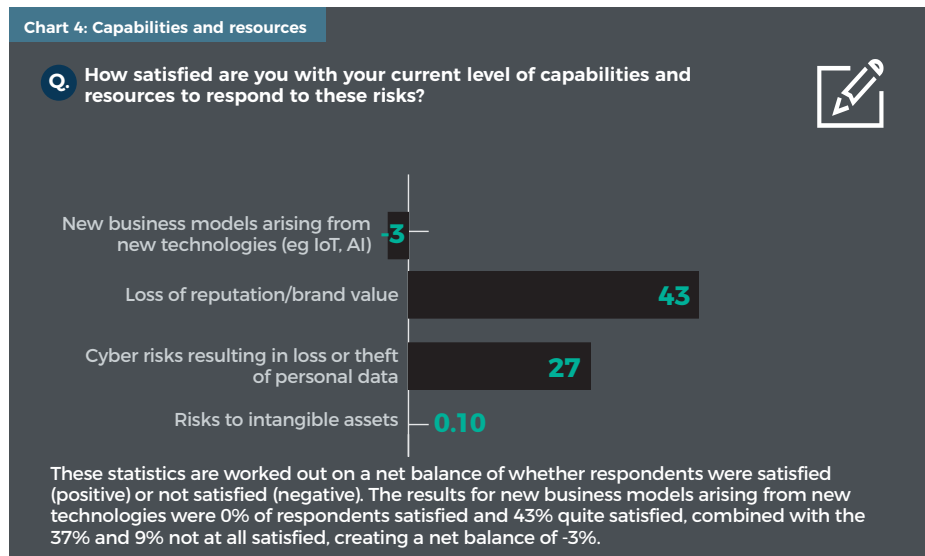 Chart 4: Capabilities and resources
Q.
How satisfied are you with your current level of capabilities and
resources to respond to these risks?
New business models arising from
new technologies (eg IoT, AI)
-3
Loss of reputation/brand value
43
Cyber risks resulting in loss or theft
of personal data
27
Risks to intangible assets
0.10
These statistics are worked out on a net balance of whether respondents were satisfied
(positive) or not satisfied (negative). The results for new business models arising from new
technologies were 0% of respondents satisfied and 43% quite satisfied, combined with the
37% and 9% not at all satisfied, creating a net balance of -3%.